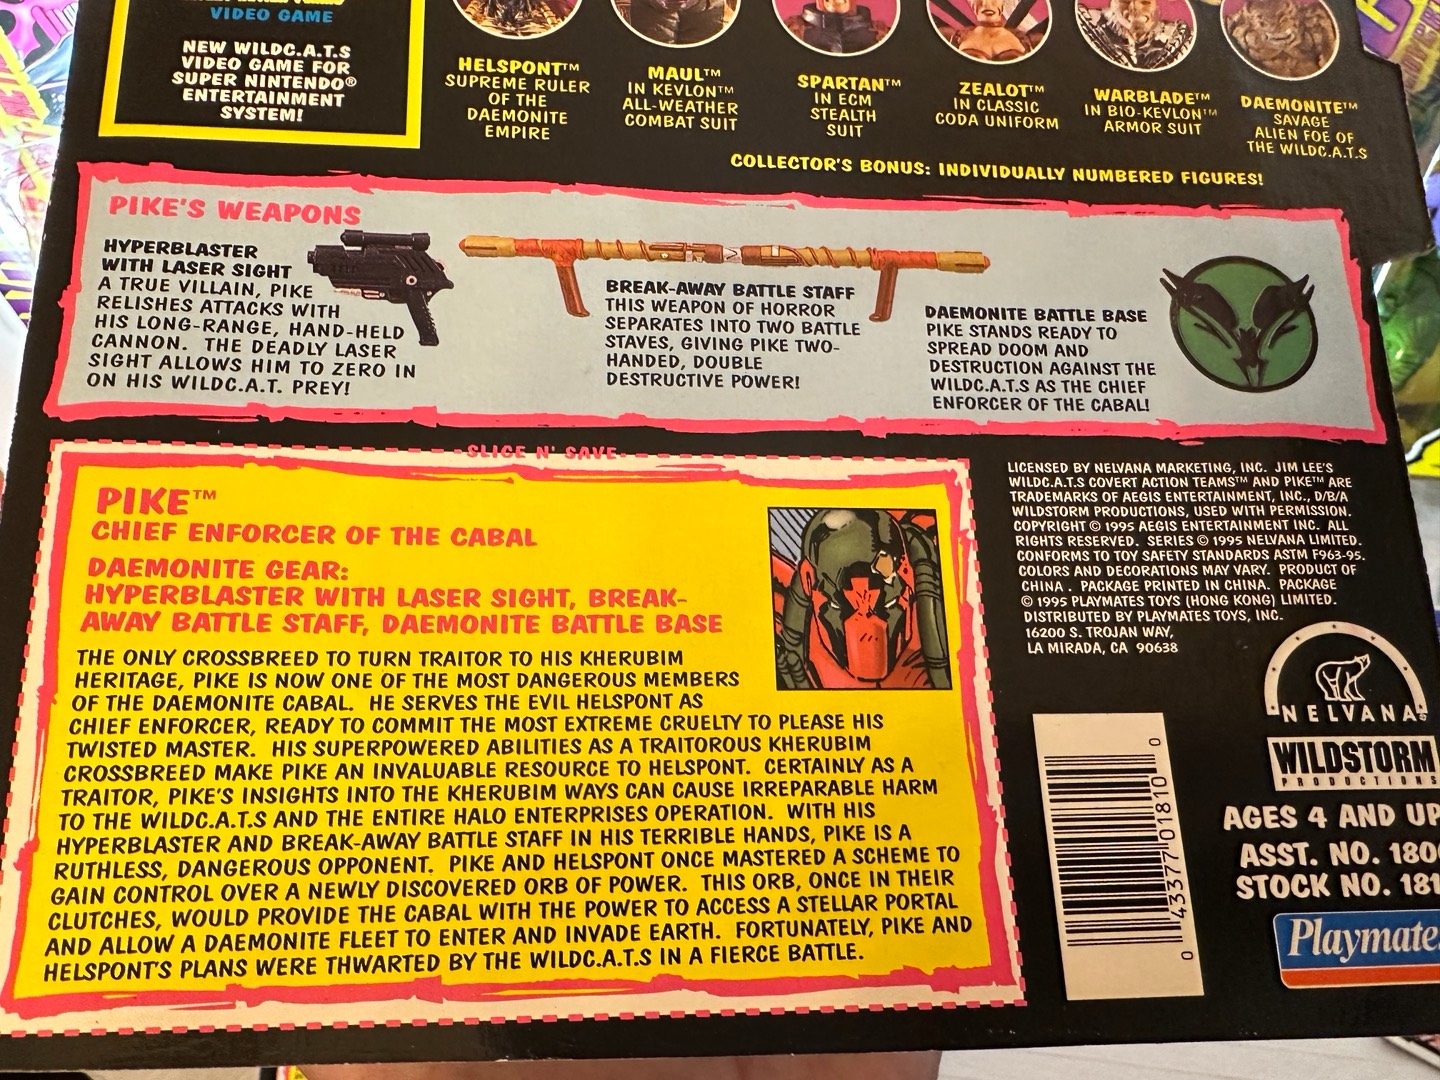 VIDEO GAME
NEW WILDC.A.T.S
VIDEO GAME FOR
SUPER NINTENDO®
ENTERTAINMENT
SYSTEM!
HELSPONT™
SUPREME RULER
OF THE
DAEMONITE
EMPIRE
MAUL™
IN KEVLON™
ALL-WEATHER
COMBAT SUIT
SPARTAN™
IN ECM
STEALTH
SUIT
ZEALOT™
IN CLASSIC
CODA UNIFORM
WARBLADE™
IN BIO-KEVLON™
ARMOR SUIT
DAEMONITE™
SAVAGE
ALIEN FOE OF
THE WILDC.A.T.S
COLLECTOR'S BONUS: INDIVIDUALLY NUMBERED FIGURES!
PIKE'S WEAPONS
HYPERBLASTER
WITH LASER SIGHT
A TRUE VILLAIN, PIKE
RELISHES ATTACKS WITH
HIS LONG-RANGE, HAND-HELD
CANNON. THE DEADLY LASER
SIGHT ALLOWS HIM TO ZERO IN
ON HIS WILDC.A.T. PREY!
BREAK-AWAY BATTLE STAFF
THIS WEAPON OF HORROR
SEPARATES INTO TWO BATTLE
STAVES, GIVING PIKE TWO-
HANDED, DOUBLE
DESTRUCTIVE POWER!
DAEMONITE BATTLE BASE
PIKE STANDS READY TO
SPREAD DOOM AND
DESTRUCTION AGAINST THE
WILDC.A.T.S AS THE CHIEF
ENFORCER OF THE CABAL!
SLICE N' SAVE
PIKE™
CHIEF ENFORCER OF THE CABAL
DAEMONITE GEAR:
HYPERBLASTER WITH LASER SIGHT, BREAK-
AWAY BATTLE STAFF, DAEMONITE BATTLE BASE
THE ONLY CROSSBREED TO TURN TRAITOR TO HIS KHERUBIM
HERITAGE, PIKE IS NOW ONE OF THE MOST DANGEROUS MEMBERS
OF THE DAEMONITE CABAL. HE SERVES THE EVIL HELSPONT AS
CHIEF ENFORCER, READY TO COMMIT THE MOST EXTREME CRUELTY TO PLEASE HIS
TWISTED MASTER. HIS SUPERPOWERED ABILITIES AS A TRAITOROUS KHERUBIM
CROSSBREED MAKE PIKE AN INVALUABLE RESOURCE TO HELSPONT. CERTAINLY AS A
TRAITOR, PIKE'S INSIGHTS INTO THE KHERUBIM WAYS CAN CAUSE IRREPARABLE HARM
TO THE WILDC.A.T.S AND THE ENTIRE HALO ENTERPRISES OPERATION. WITH HIS
HYPERBLASTER AND BREAK-AWAY BATTLE STAFF IN HIS TERRIBLE HANDS, PIKE IS A
RUTHLESS, DANGEROUS OPPONENT. PIKE AND HELSPONT ONCE MASTERED A SCHEME TO
GAIN CONTROL OVER A NEWLY DISCOVERED ORB OF POWER. THIS ORB, ONCE IN THEIR
CLUTCHES, WOULD PROVIDE THE CABAL WITH THE POWER TO ACCESS A STELLAR PORTAL
AND ALLOW A DAEMONITE FLEET TO ENTER AND INVADE EARTH. FORTUNATELY, PIKE AND
HELSPONT'S PLANS WERE THWARTED BY THE WILDC.A.T.S IN A FIERCE BATTLE.
LICENSED BY NELVANA MARKETING, INC. JIM LEE'S
WILDC.A.T.S COVERT ACTION TEAMS™ AND PIKE™ ARE
TRADEMARKS OF AEGIS ENTERTAINMENT, INC., D/B/A
WILDSTORM PRODUCTIONS, USED WITH PERMISSION.
COPYRIGHT © 1995 AEGIS ENTERTAINMENT INC. ALL
RIGHTS RESERVED. SERIES © 1995 NELVANA LIMITED.
CONFORMS TO TOY SAFETY STANDARDS ASTM F963-95.
COLORS AND DECORATIONS MAY VARY. PRODUCT OF
CHINA. PACKAGE PRINTED IN CHINA. PACKAGE
© 1995 PLAYMATES TOYS (HONG KONG) LIMITED.
DISTRIBUTED BY PLAYMATES TOYS, INC.
16200 S. TROJAN WAY,
LA MIRADA, CA 90638
NELVANA
WILDSTORM
PRODUCTIONS
AGES 4 AND UP
ASST. NO. 180
STOCK NO. 181
Playmate
0 43377 01810 0